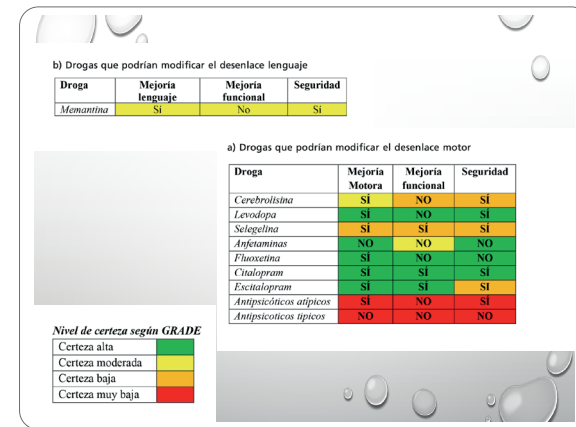 b) Drogas que podrían modificar el desenlace lenguaje
Droga Mejoría lenguaje Mejoría funcional Seguridad
Memantina Sí No Sí
a) Drogas que podrían modificar el desenlace motor
Droga Mejoría Motora Mejoría funcional Seguridad
Cerebrolisina SÍ NO SÍ
Levodopa SÍ NO SÍ
Selegelina SÍ SÍ SÍ
Anfetaminas NO NO NO
Fluoxetina SÍ NO NO
Citalopram SÍ SÍ SÍ
Escitalopram SÍ SÍ SI
Antipsicóticos atípicos SÍ NO SÍ
Antipsicoticos tipicos NO NO NO
Nivel de certeza según GRADE
Certeza alta
Certeza moderada
Certeza baja
Certeza muy baja